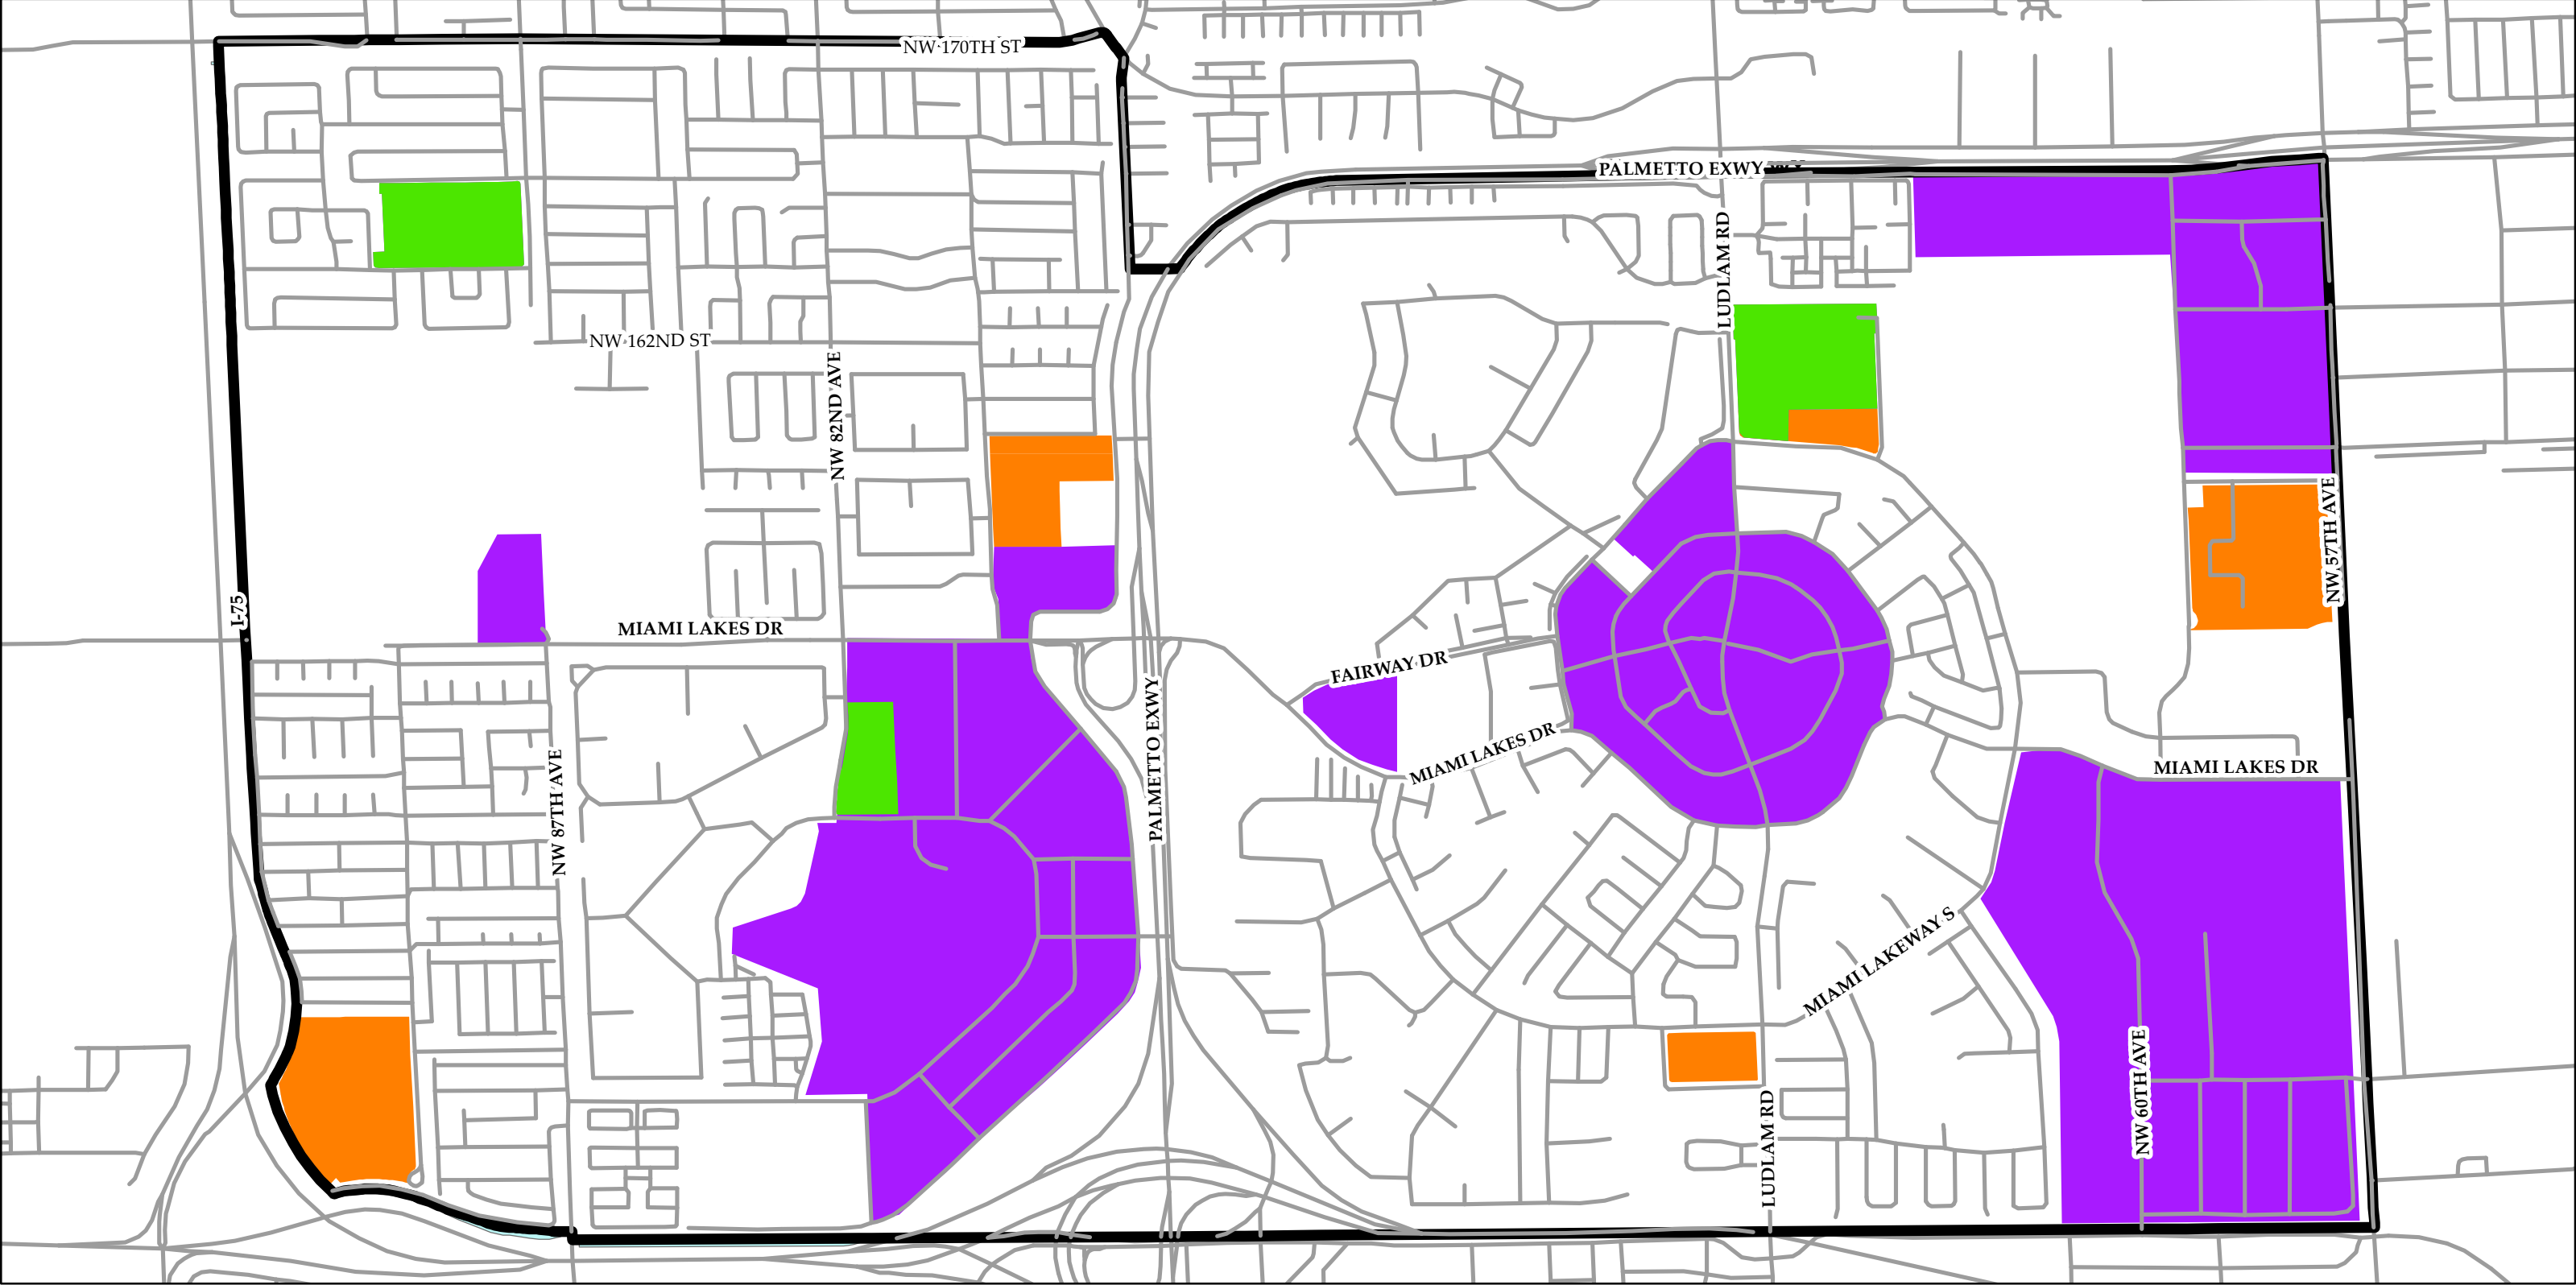 NW 170TH ST
PALMETTO EXWY
LUDLAM RD
NW 162ND ST
NW 82ND AVE
NW 57TH AVE
I-75
MIAMI LAKES DR
FAIRWAY DR
MIAMI LAKES DR
PALMETTO EXWY
MIAMI LAKES DR
NW 87TH AVE
MIAMI LAKEWAY S
NW 60TH AVE
LUDLAM RD